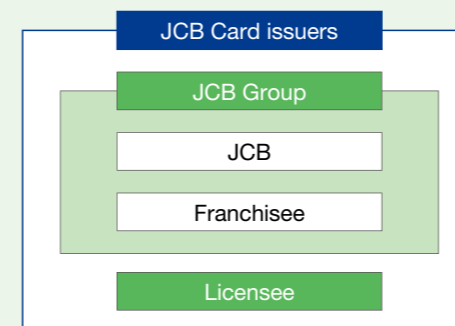 JCB Card issuers
JCB Group
JCB
Franchisee
Licensee